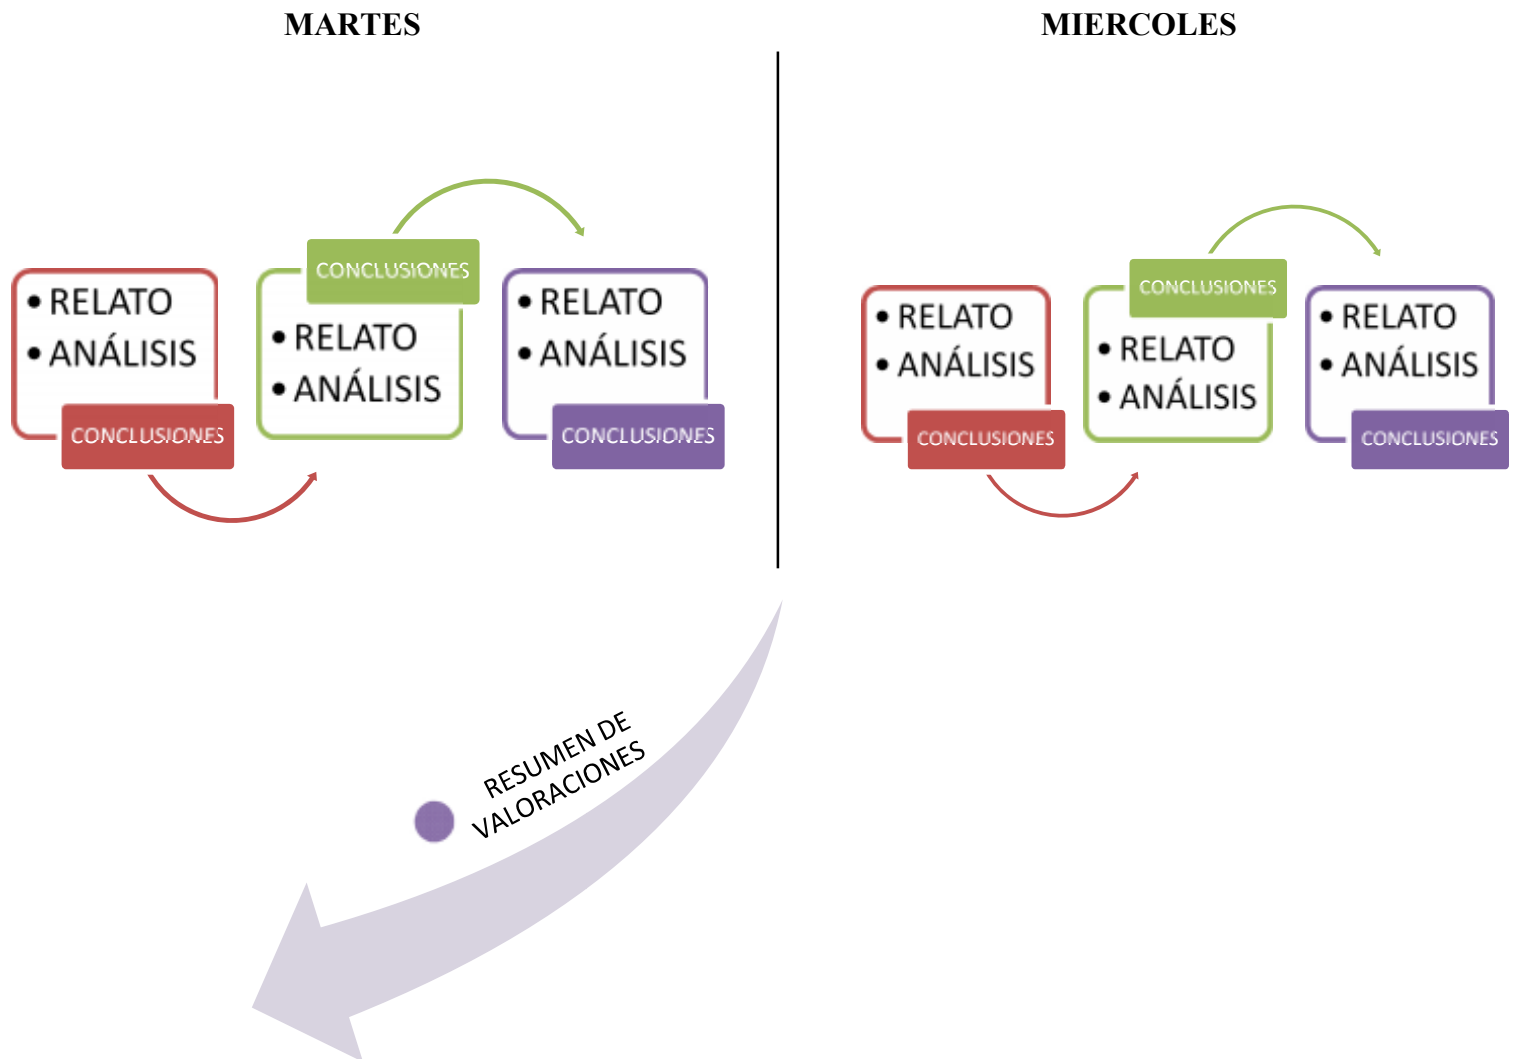 MARTES
MIERCOLES
• RELATO
• ANÁLISIS
CONCLUSIONES
CONCLUSIONES
• RELATO
• ANÁLISIS
• RELATO
• ANÁLISIS
CONCLUSIONES
• RELATO
• ANÁLISIS
CONCLUSIONES
CONCLUSIONES
• RELATO
• ANÁLISIS
• RELATO
• ANÁLISIS
CONCLUSIONES
RESUMEN DE
VALORACIONES